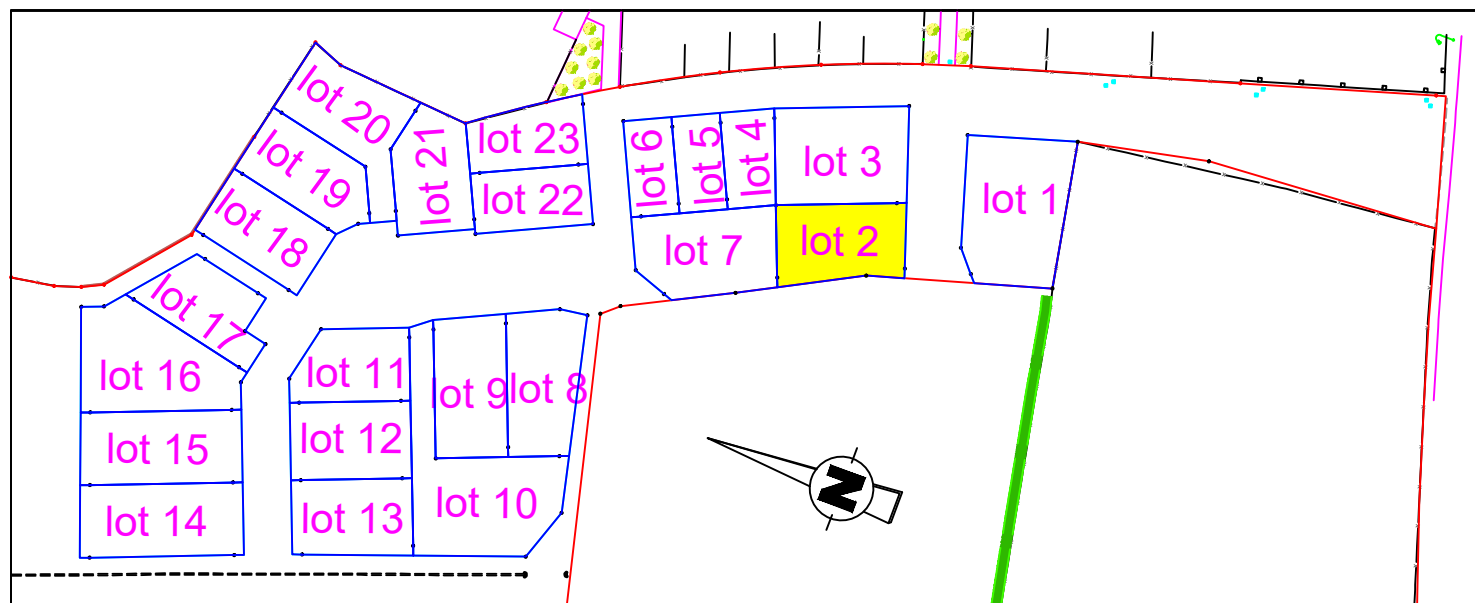 lot 20
lot 21
lot 23
lot 22
lot 19
lot 18
lot 17
lot 16
lot 15
lot 14
lot 11
lot 12
lot 13
lot 9
lot 8
lot 10
lot 6
lot 5
lot 4
lot 3
lot 7
lot 2
lot 1
N